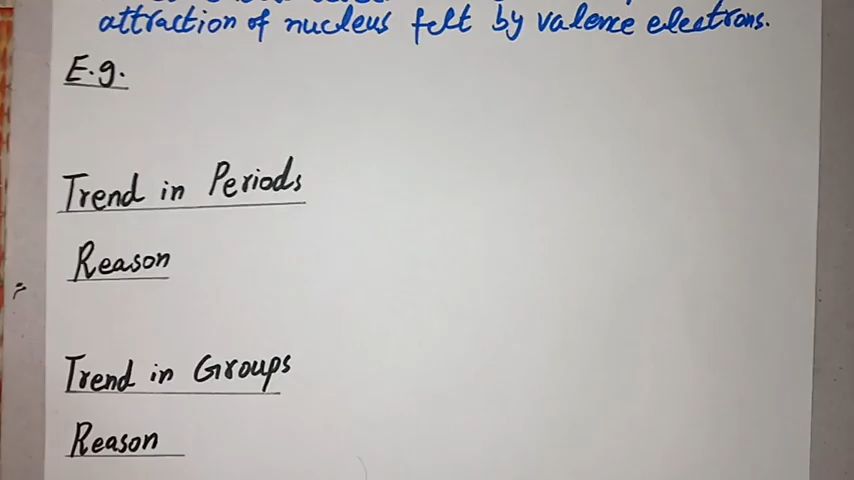 attraction of nucleus felt by valence electrons.
E.g.
Trend in Periods
Reason
Trend in Groups
Reason